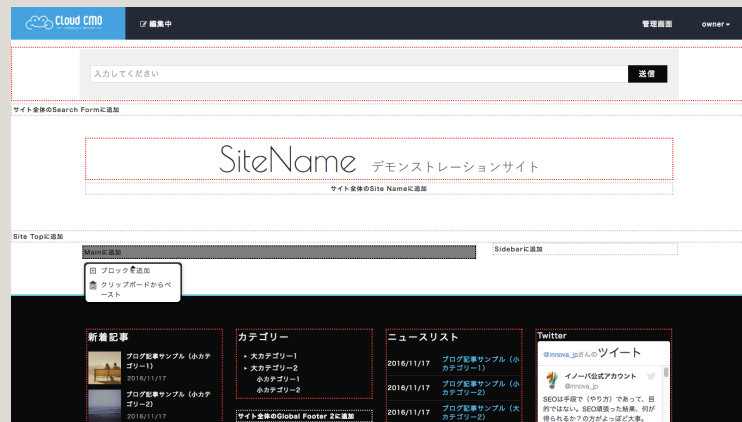 Cloud CMO
編集中
管理画面
owner
入力してください
送信
サイト全体のSearch Formに追加
SiteName デモンストレーションサイト
サイト全体のSite Nameに追加
Site Topに追加
Mainに追加
Sidebarに追加
ブロックを追加
クリップボードからペ
ースト
新着記事
ブログ記事サンプル（小カテ
ゴリー1）
2016/11/17
ブログ記事サンプル（小カテ
ゴリー2）
2016/11/17
カテゴリー
大カテゴリー1
大カテゴリー2
小カテゴリー1
小カテゴリー2
サイト全体のGlobal Footer 2に追加
ニュースリスト
2016/11/17 ブログ記事サンプル（小
カテゴリー1）
2016/11/17 ブログ記事サンプル（小
カテゴリー2）
2016/11/17 ブログ記事サンプル（大
カテゴリー2）
Twitter
@innova_jpさんのツイート
イノーバ公式アカウント
@innova_jp
SEOは手段で（やり方）であって、目
的ではない。SEO頑張った結果、何が
得られるか？の方がよっぽど大事。